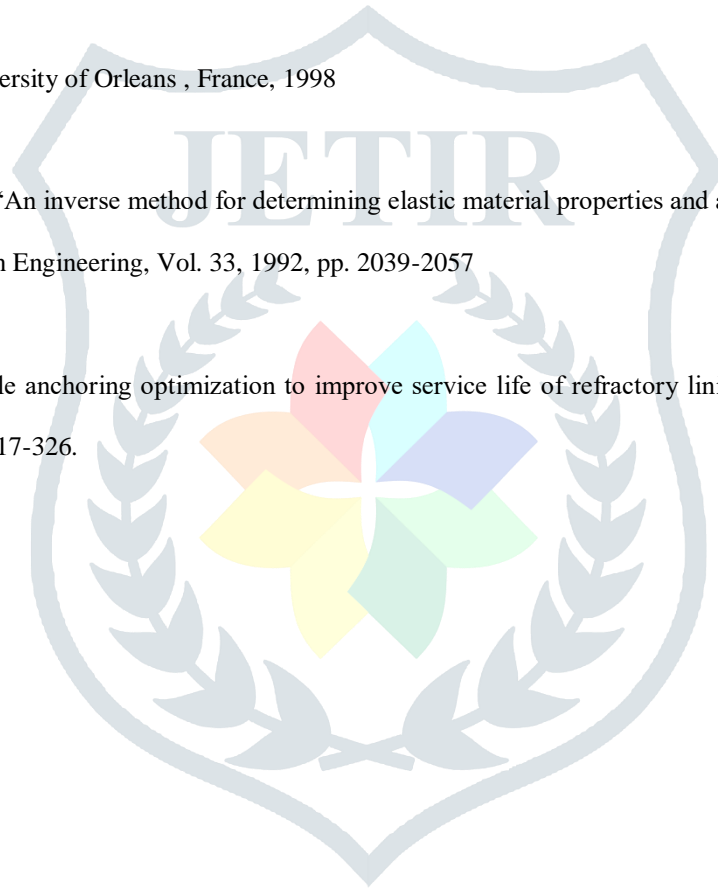 ersity of Orleans , France, 1998
JETIR
“An inverse method for determining elastic material properties and a
n Engineering, Vol. 33, 1992, pp. 2039-2057
le anchoring optimization to improve service life of refractory lini
17-326.